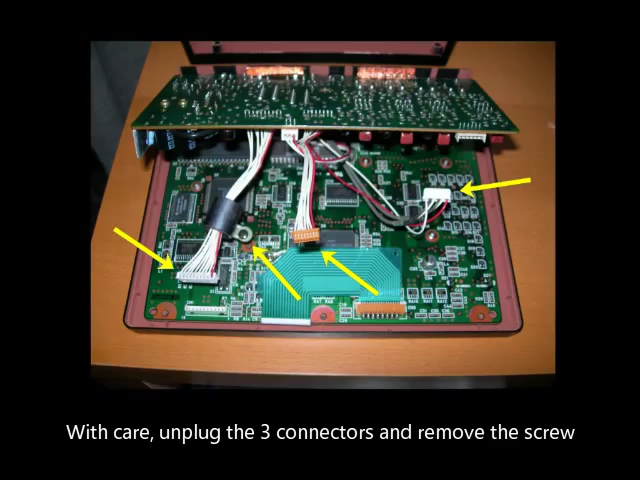 With care, unplug the 3 connectors and remove the screw